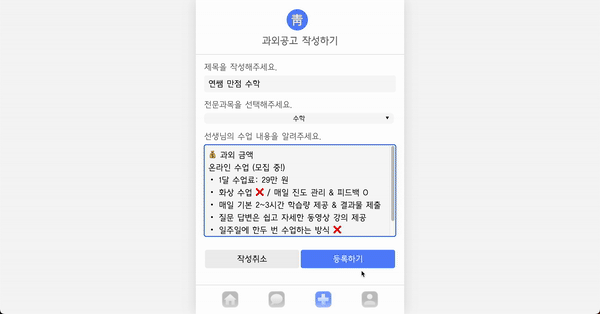 靑
과외공고 작성하기
제목을 작성해주세요.
연쌤 만점 수학
전문과목을 선택해주세요.
수학
선생님의 수업 내용을 알려주세요.
💰 과외 금액
온라인 수업 (모집 중!)
• 1달 수업료: 29만 원
• 화상 수업 ❌ / 매일 진도 관리 & 피드백 O
• 매일 기본 2~3시간 학습량 제공 & 결과물 제출
• 질문 답변은 쉽고 자세한 동영상 강의 제공
• 일주일에 한두 번 수업하는 방식 ❌
작성취소
등록하기